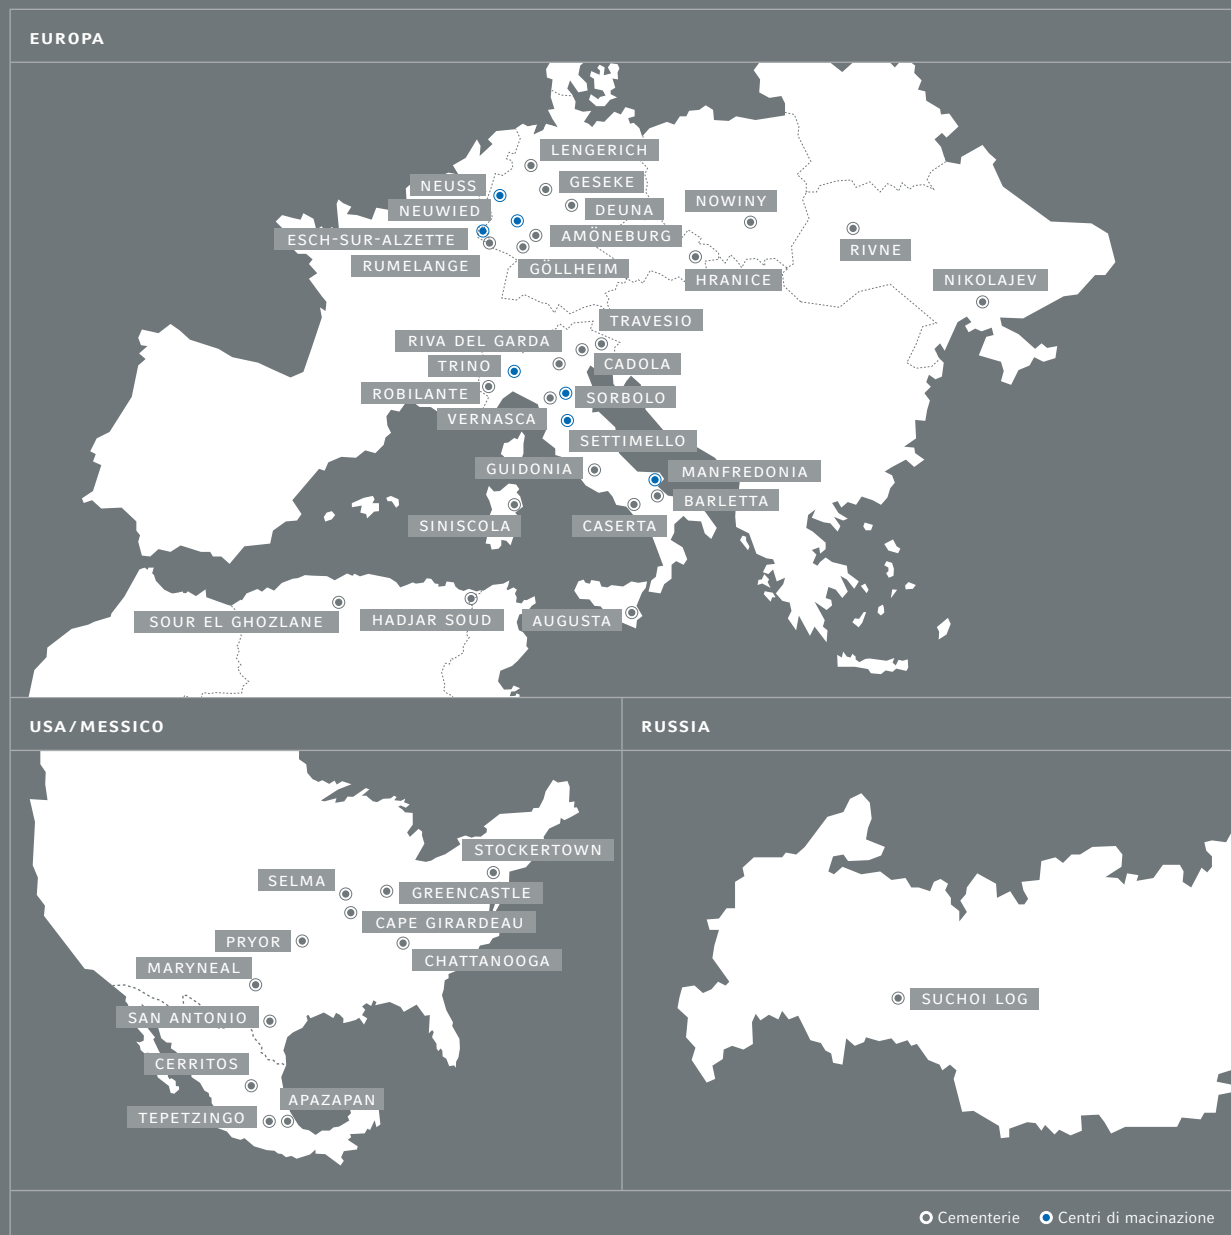 EUROPA
LENGERICH
GESEKE
NEUSS
NOWINY
DEUNA
NEUWIED
AMÖNEBURG
ESCH-SUR-ALZETTE
RIVNE
RUMELANGE
GÖLLHEIM
HRANICE
NIKOLAJEV
TRAVESIO
RIVA DEL GARDA
CADOLA
TRINO
ROBILANTE
SORBOLO
VERNASCA
SETTIMELLO
GUIDONIA
MANFREDONIA
BARLETTA
SINISCOLA
CASERTA
SOUR EL GHOZLANE
HADJAR SOUD
AUGUSTA
USA/MESSICO
STOCKERTOWN
SELMA
GREENCASTLE
CAPE GIRARDEAU
PRYOR
CHATTANOOGA
MARYNEAL
SAN ANTONIO
CERRITOS
APAZAPAN
TEPETZINGO
RUSSIA
SUCHOI LOG
Cementerie
Centri di macinazione